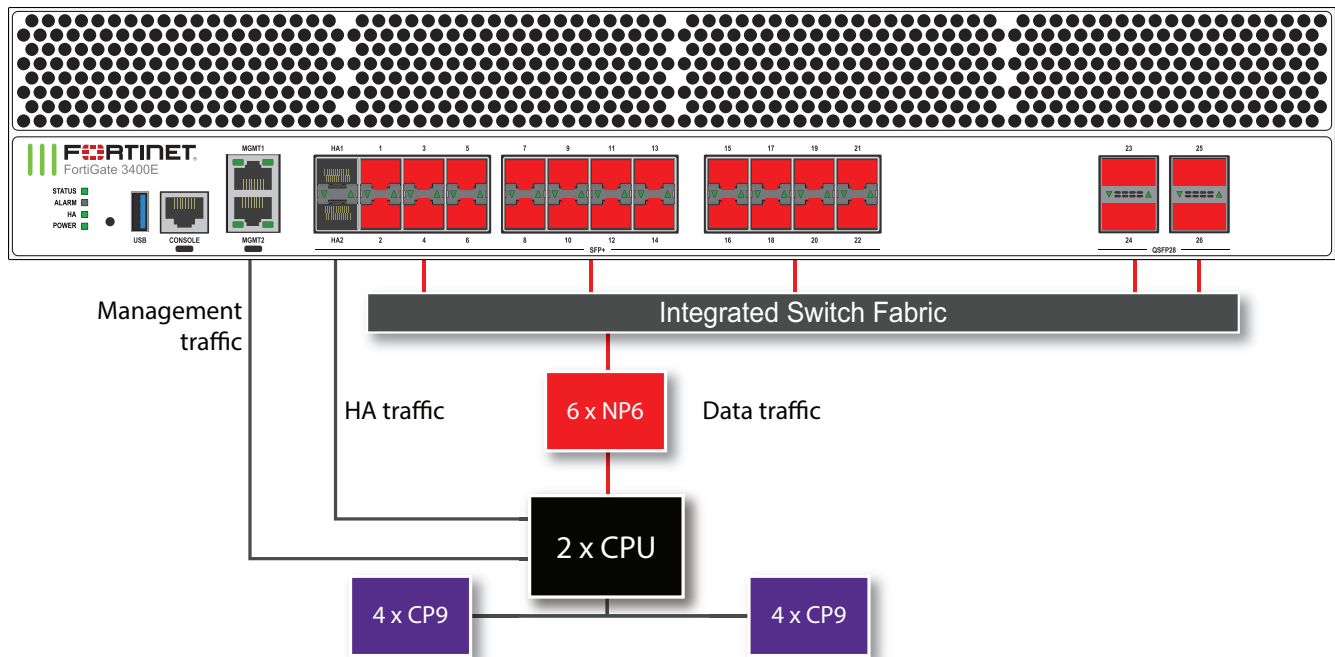 FORTINET.
FortiGate 3400E
STATUS
ALARM
HA
POWER
USB
CONSOLE
MGMT1
MGMT2
HA1 1 3 5 7 9 11 13 15 17 19 21 23 25
HA2 2 4 6 8 10 12 14 16 18 20 22 24 26
SFP+
QSFP28
Management
traffic
Integrated Switch Fabric
HA traffic
6 x NP6
Data traffic
2 x CPU
4 x CP9
4 x CP9